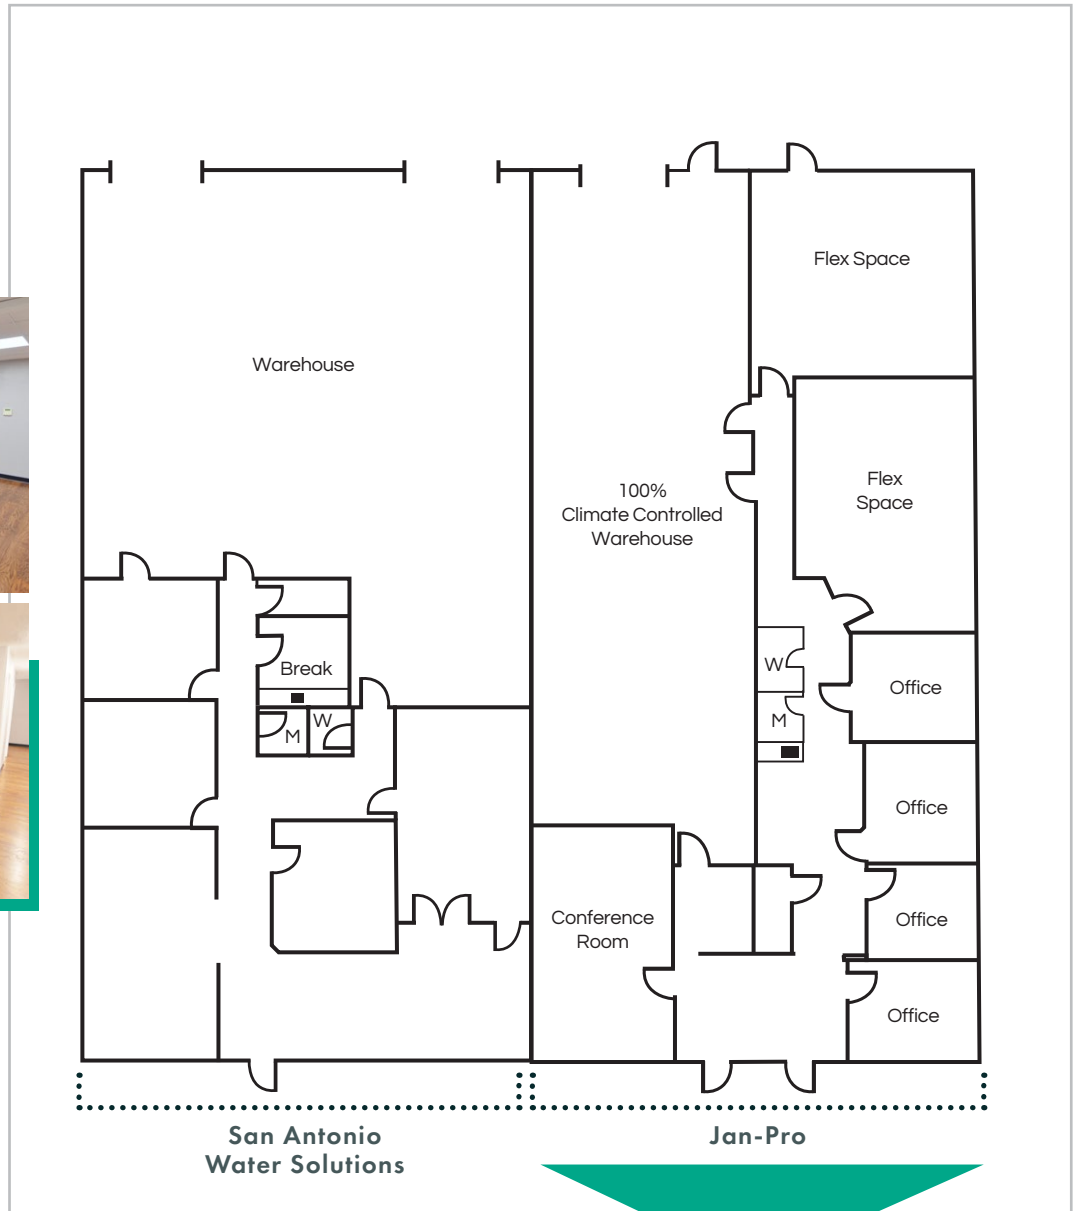 Flex Space
Warehouse
Flex
Space
100%
Climate Controlled
Warehouse
Break
W
M
W
M
Office
Office
Office
Office
Conference
Room
San Antonio
Water Solutions
Jan-Pro